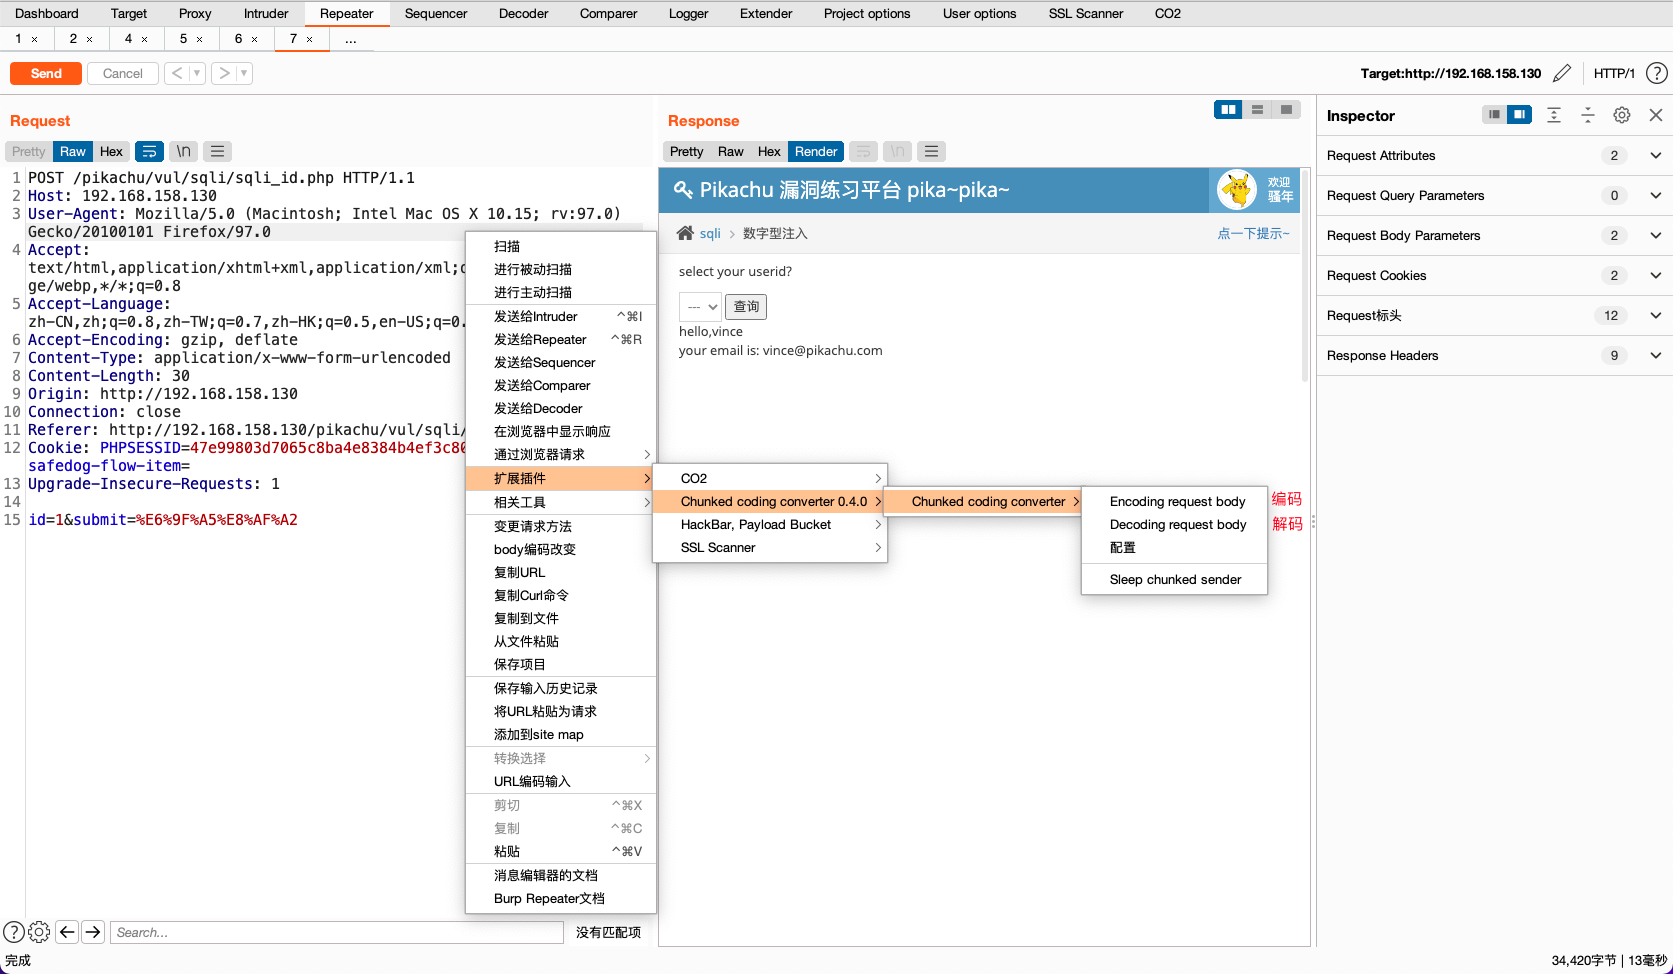 Dashboard Target Proxy Intruder Repeater Sequencer Decoder Comparer Logger Extender Project options User options SSL Scanner CO2
1 × 2 × 4 × 5 × 6 × 7 × ...
Send Cancel < ▾ > ▾ Target:http://192.168.158.130 HTTP/1 ?
Request
Pretty Raw Hex \n
1 POST /pikachu/vul/sqli/sqli_id.php HTTP/1.1
2 Host: 192.168.158.130
3 User-Agent: Mozilla/5.0 (Macintosh; Intel Mac OS X 10.15; rv:97.0)
Gecko/20100101 Firefox/97.0
4 Accept:
text/html,application/xhtml+xml,application/xml;
ge/webp,*/*;q=0.8
5 Accept-Language:
zh-CN,zh;q=0.8,zh-TW;q=0.7,zh-HK;q=0.5,en-US;q=0.
6 Accept-Encoding: gzip, deflate
7 Content-Type: application/x-www-form-urlencoded
8 Content-Length: 30
9 Origin: http://192.168.158.130
10 Connection: close
11 Referer: http://192.168.158.130/pikachu/vul/sqli/
12 Cookie: PHPSESSID=47e99803d7065c8ba4e8384b4ef3c80
safedog-flow-item=
13 Upgrade-Insecure-Requests: 1
14
15 id=1&submit=%E6%9F%A5%E8%AF%A2
扫描
进行被动扫描
进行主动扫描
发送给Intruder ^⌘I
发送给Repeater ^⌘R
发送给Sequencer
发送给Comparer
发送给Decoder
在浏览器中显示响应
通过浏览器请求
扩展插件
相关工具
变更请求方法
body编码改变
复制URL
复制Curl命令
复制到文件
从文件粘贴
保存项目
保存输入历史记录
将URL粘贴为请求
添加到site map
转换选择
URL编码输入
剪切 ^⌘X
复制 ^⌘C
粘贴 ^⌘V
消息编辑器的文档
Burp Repeater文档
CO2
Chunked coding converter 0.4.0
HackBar, Payload Bucket
SSL Scanner
Chunked coding converter
Encoding request body 编码
Decoding request body 解码
配置
Sleep chunked sender
Response
Pretty Raw Hex Render \n
Pikachu 漏洞练习平台 pika~pika~
欢迎
骚年
sqli > 数字型注入 点一下提示~
select your userid?
--- 查询
hello,vince
your email is: vince@pikachu.com
Inspector
Request Attributes 2
Request Query Parameters 0
Request Body Parameters 2
Request Cookies 2
Request标头 12
Response Headers 9
? Search... 没有匹配项
完成 34,420字节 | 13毫秒